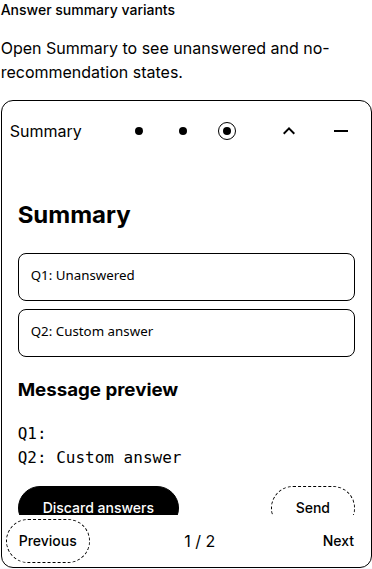 Answer summary variants
Open Summary to see unanswered and no-
recommendation states.
Summary
Summary
Q1: Unanswered
Q2: Custom answer
Message preview
Q1:
Q2: Custom answer
Discard answers Send
Previous 1 / 2 Next